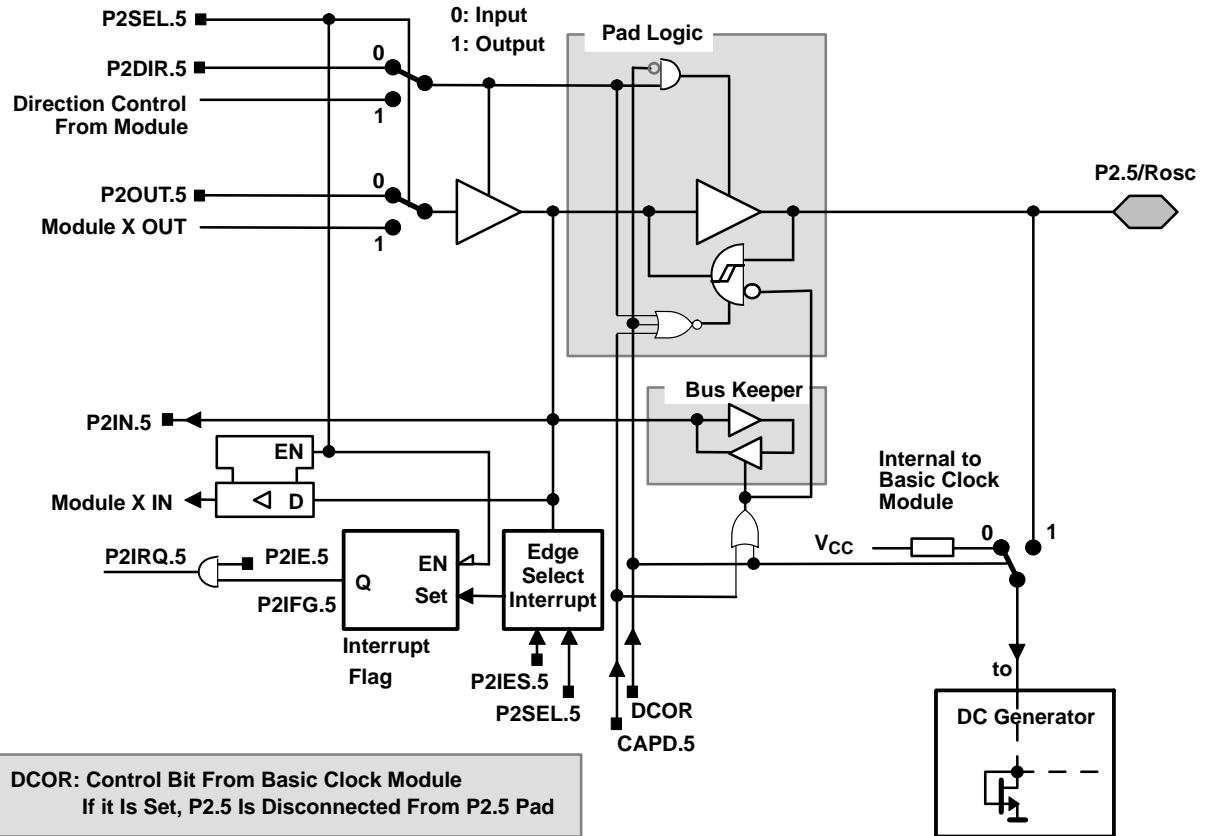 P2SEL.5
0: Input
1: Output
Pad Logic
P2DIR.5
0
Direction Control
From Module
1
P2OUT.5
0
Module X OUT
1
P2.5/Rosc
Bus Keeper
P2IN.5
EN
Module X IN
D
Internal to
Basic Clock
Module
VCC
0
1
P2IRQ.5
P2IE.5
P2IFG.5
Q
EN
Set
Interrupt
Flag
Edge
Select
Interrupt
P2IES.5
P2SEL.5
DCOR
CAPD.5
to
DC Generator
DCOR: Control Bit From Basic Clock Module
If it Is Set, P2.5 Is Disconnected From P2.5 Pad